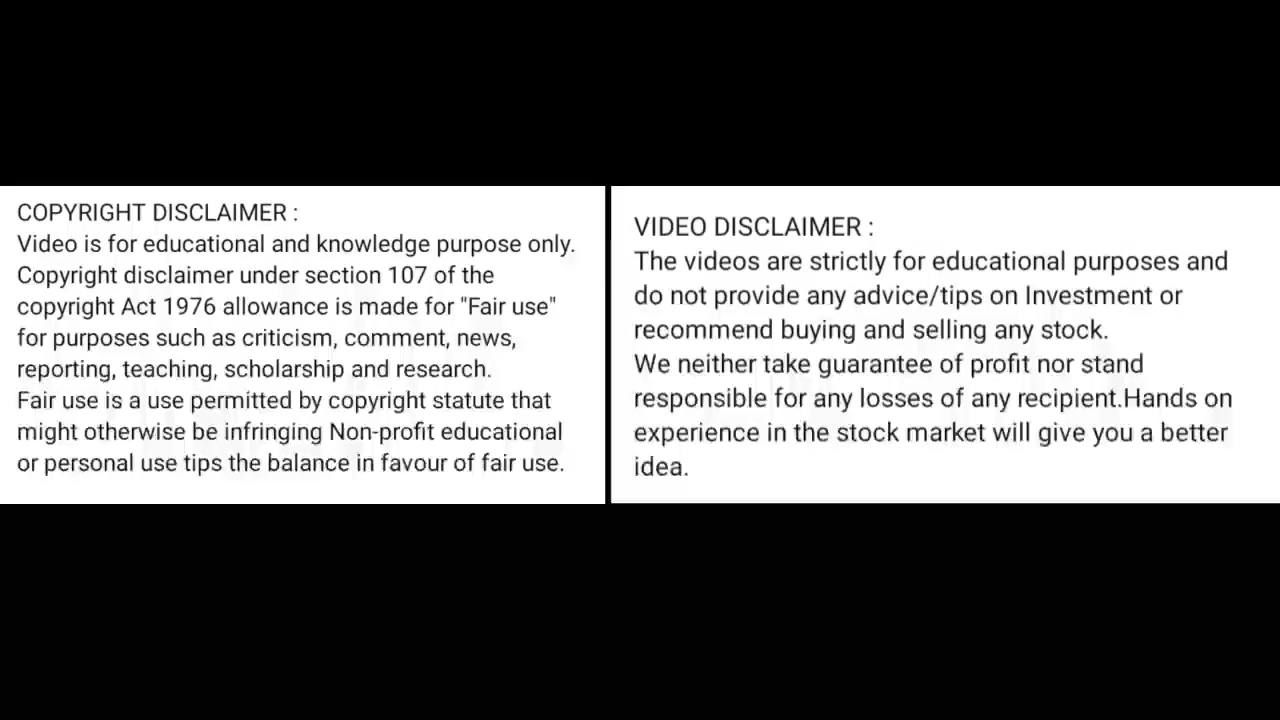 COPYRIGHT DISCLAIMER :
Video is for educational and knowledge purpose only.
Copyright disclaimer under section 107 of the
copyright Act 1976 allowance is made for "Fair use"
for purposes such as criticism, comment, news,
reporting, teaching, scholarship and research.
Fair use is a use permitted by copyright statute that
might otherwise be infringing Non-profit educational
or personal use tips the balance in favour of fair use.
VIDEO DISCLAIMER :
The videos are strictly for educational purposes and
do not provide any advice/tips on Investment or
recommend buying and selling any stock.
We neither take guarantee of profit nor stand
responsible for any losses of any recipient.Hands on
experience in the stock market will give you a better
idea.